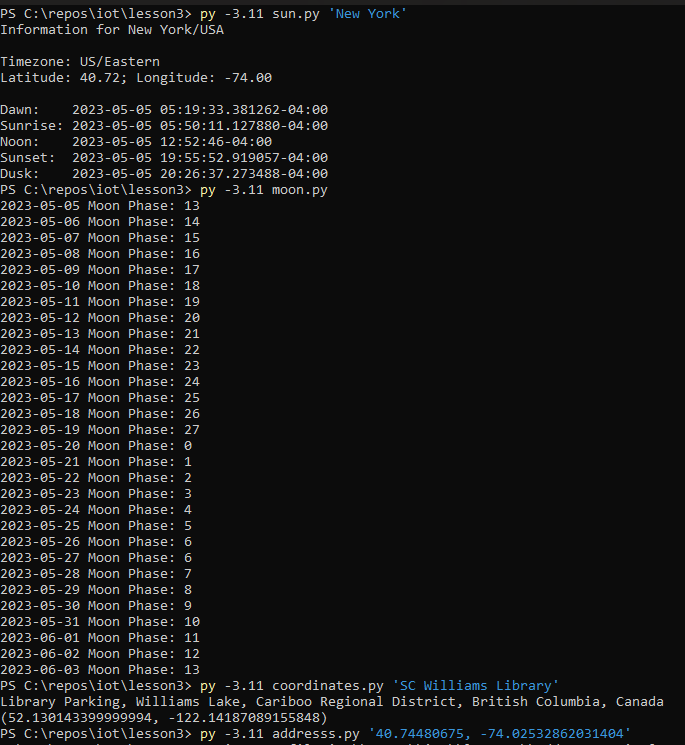 PS C:\repos\iot\lesson3> py -3.11 sun.py 'New York'
Information for New York/USA
Timezone: US/Eastern
Latitude: 40.72; Longitude: -74.00
Dawn:    2023-05-05 05:19:33.381262-04:00
Sunrise: 2023-05-05 05:50:11.127880-04:00
Noon:    2023-05-05 12:52:46-04:00
Sunset:  2023-05-05 19:55:52.919057-04:00
Dusk:    2023-05-05 20:26:37.273488-04:00
PS C:\repos\iot\lesson3> py -3.11 moon.py
2023-05-05 Moon Phase: 13
2023-05-06 Moon Phase: 14
2023-05-07 Moon Phase: 15
2023-05-08 Moon Phase: 16
2023-05-09 Moon Phase: 17
2023-05-10 Moon Phase: 18
2023-05-11 Moon Phase: 19
2023-05-12 Moon Phase: 20
2023-05-13 Moon Phase: 21
2023-05-14 Moon Phase: 22
2023-05-15 Moon Phase: 23
2023-05-16 Moon Phase: 24
2023-05-17 Moon Phase: 25
2023-05-18 Moon Phase: 26
2023-05-19 Moon Phase: 27
2023-05-20 Moon Phase: 0
2023-05-21 Moon Phase: 1
2023-05-22 Moon Phase: 2
2023-05-23 Moon Phase: 3
2023-05-24 Moon Phase: 4
2023-05-25 Moon Phase: 5
2023-05-26 Moon Phase: 6
2023-05-27 Moon Phase: 6
2023-05-28 Moon Phase: 7
2023-05-29 Moon Phase: 8
2023-05-30 Moon Phase: 9
2023-05-31 Moon Phase: 10
2023-06-01 Moon Phase: 11
2023-06-02 Moon Phase: 12
2023-06-03 Moon Phase: 13
PS C:\repos\iot\lesson3> py -3.11 coordinates.py 'SC Williams Library'
Library Parking, Williams Lake, Cariboo Regional District, British Columbia, Canada
(52.130143399999994, -122.14187089155848)
PS C:\repos\iot\lesson3> py -3.11 addresss.py '40.74480675, -74.02532862031404'